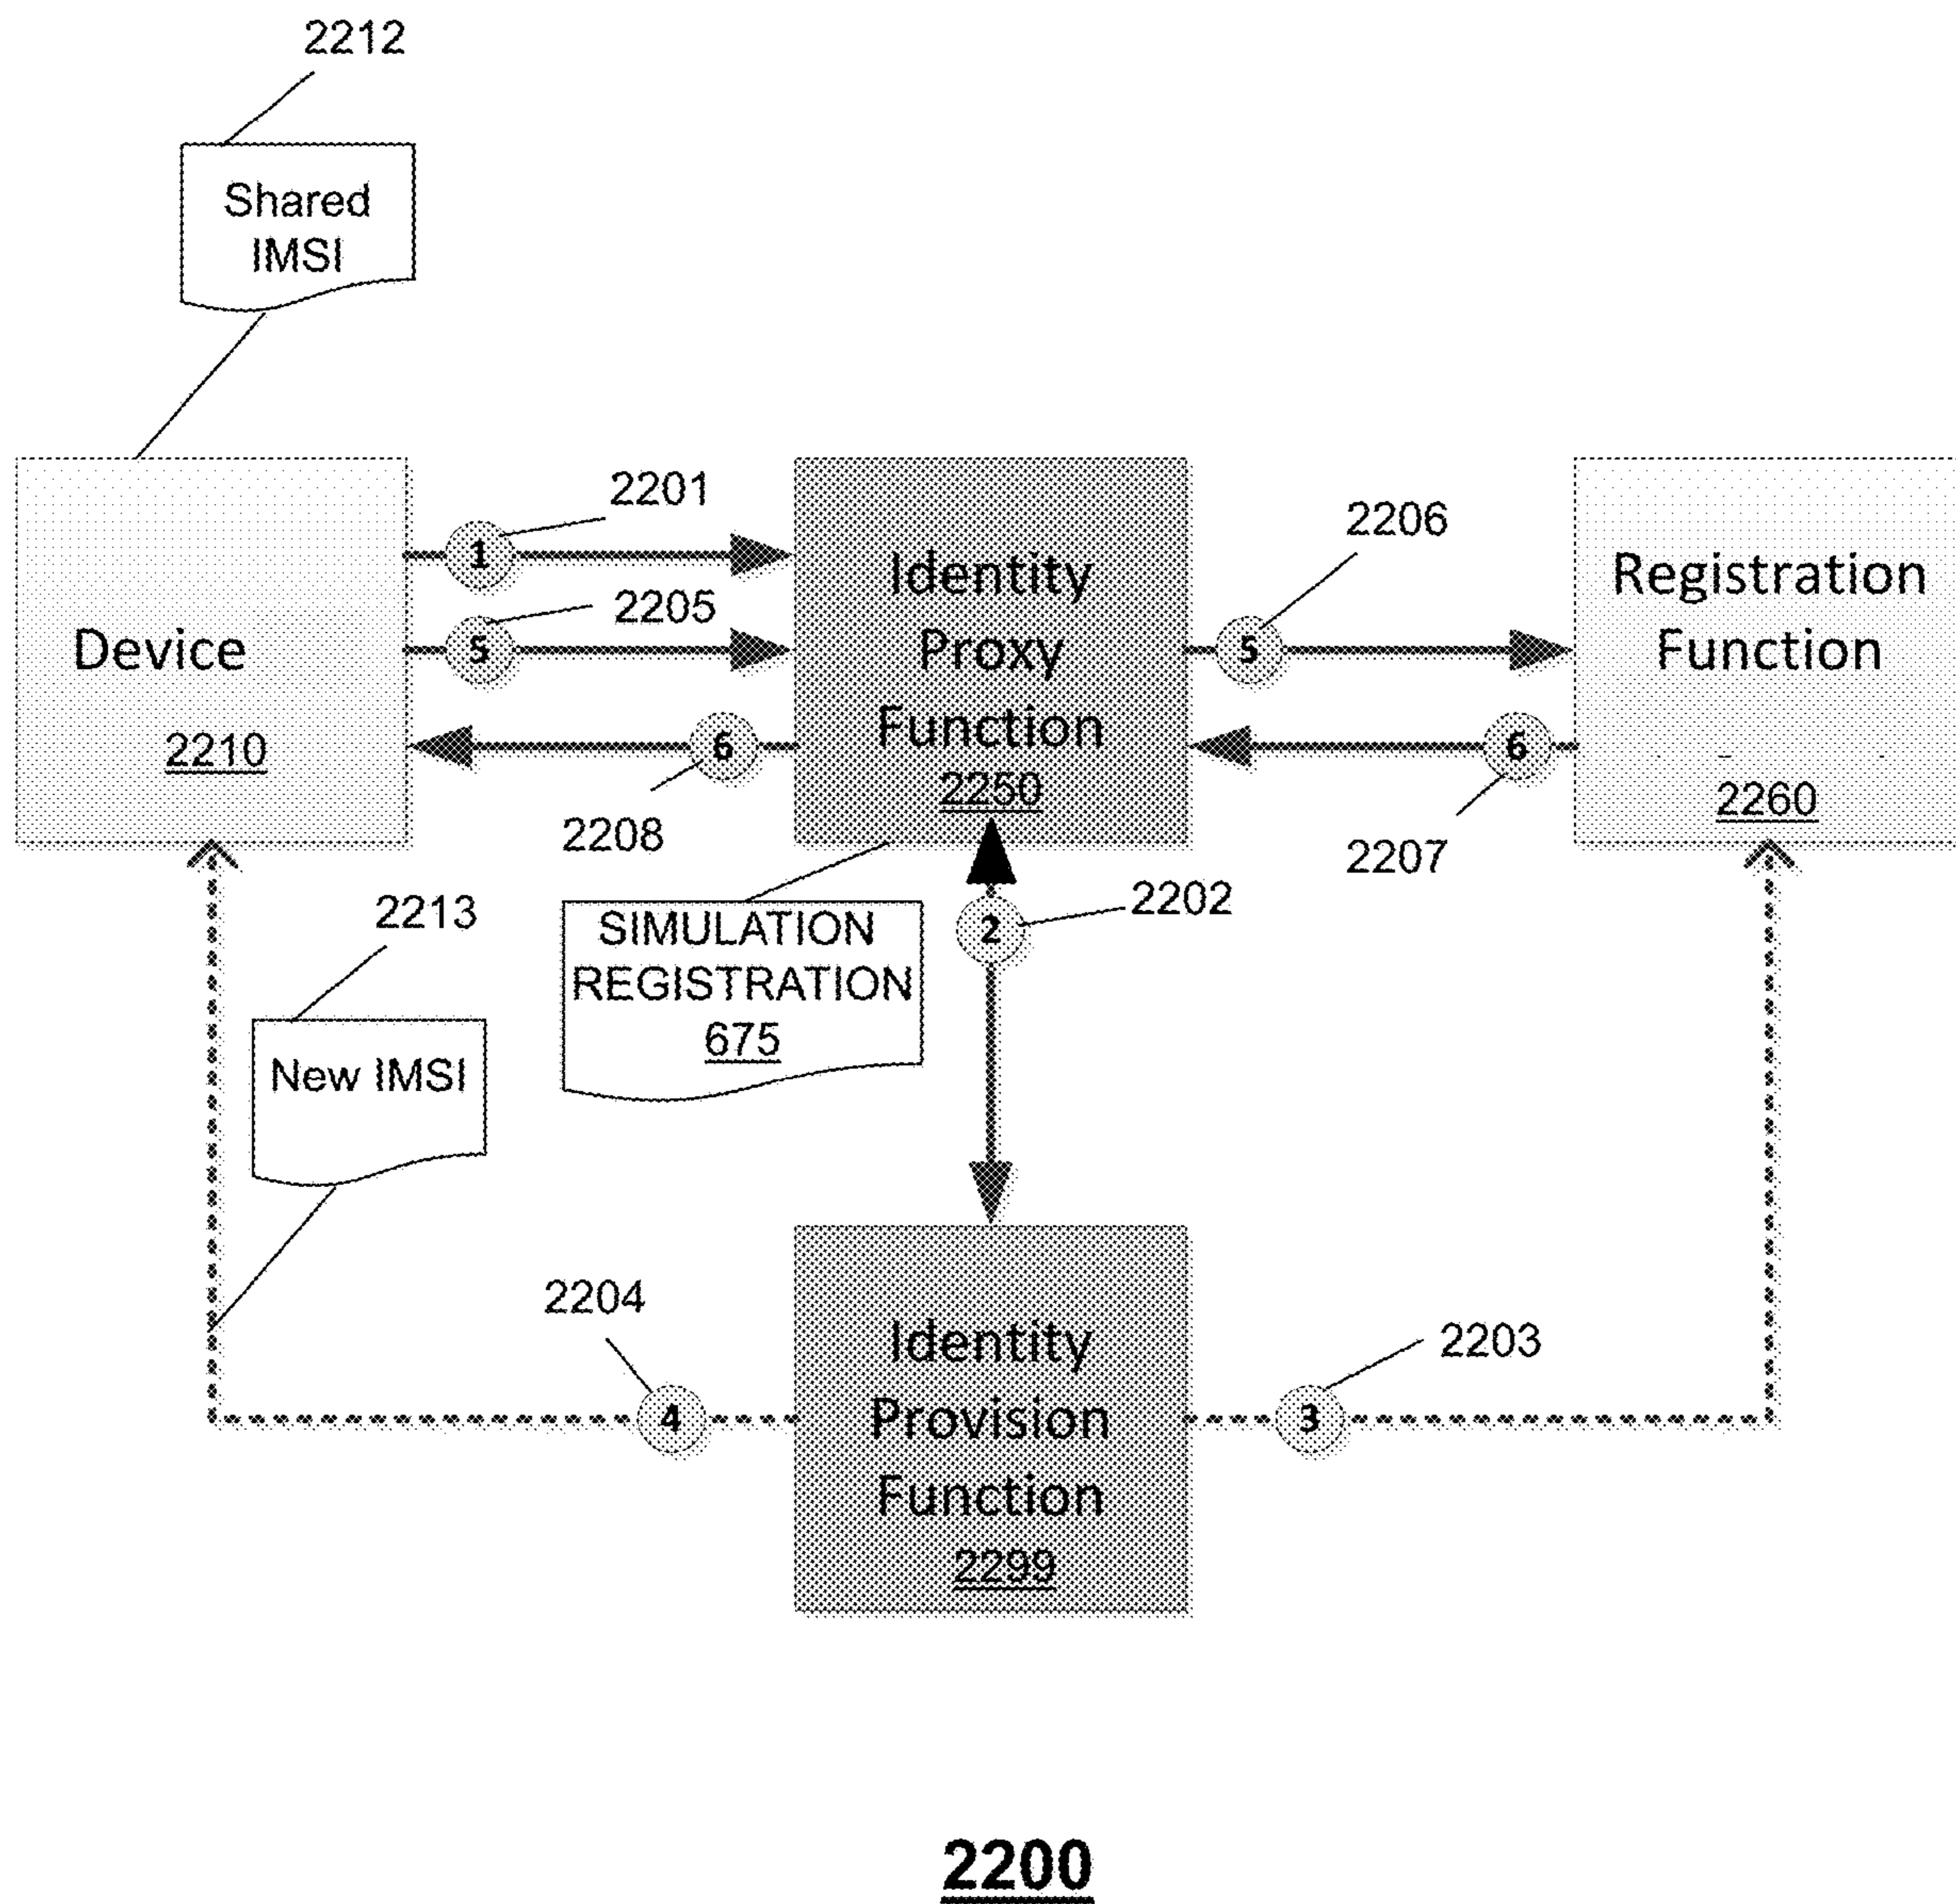 2212
Shared
IMSI
2201
1
2205
5
Device
2210
6
2208
Identity
Proxy
Function
2250
2206
5
6
2207
Registration
Function
2260
2213
New IMSI
SIMULATION
REGISTRATION
675
2
2202
2204
4
Identity
Provision
Function
2299
2203
3
2200